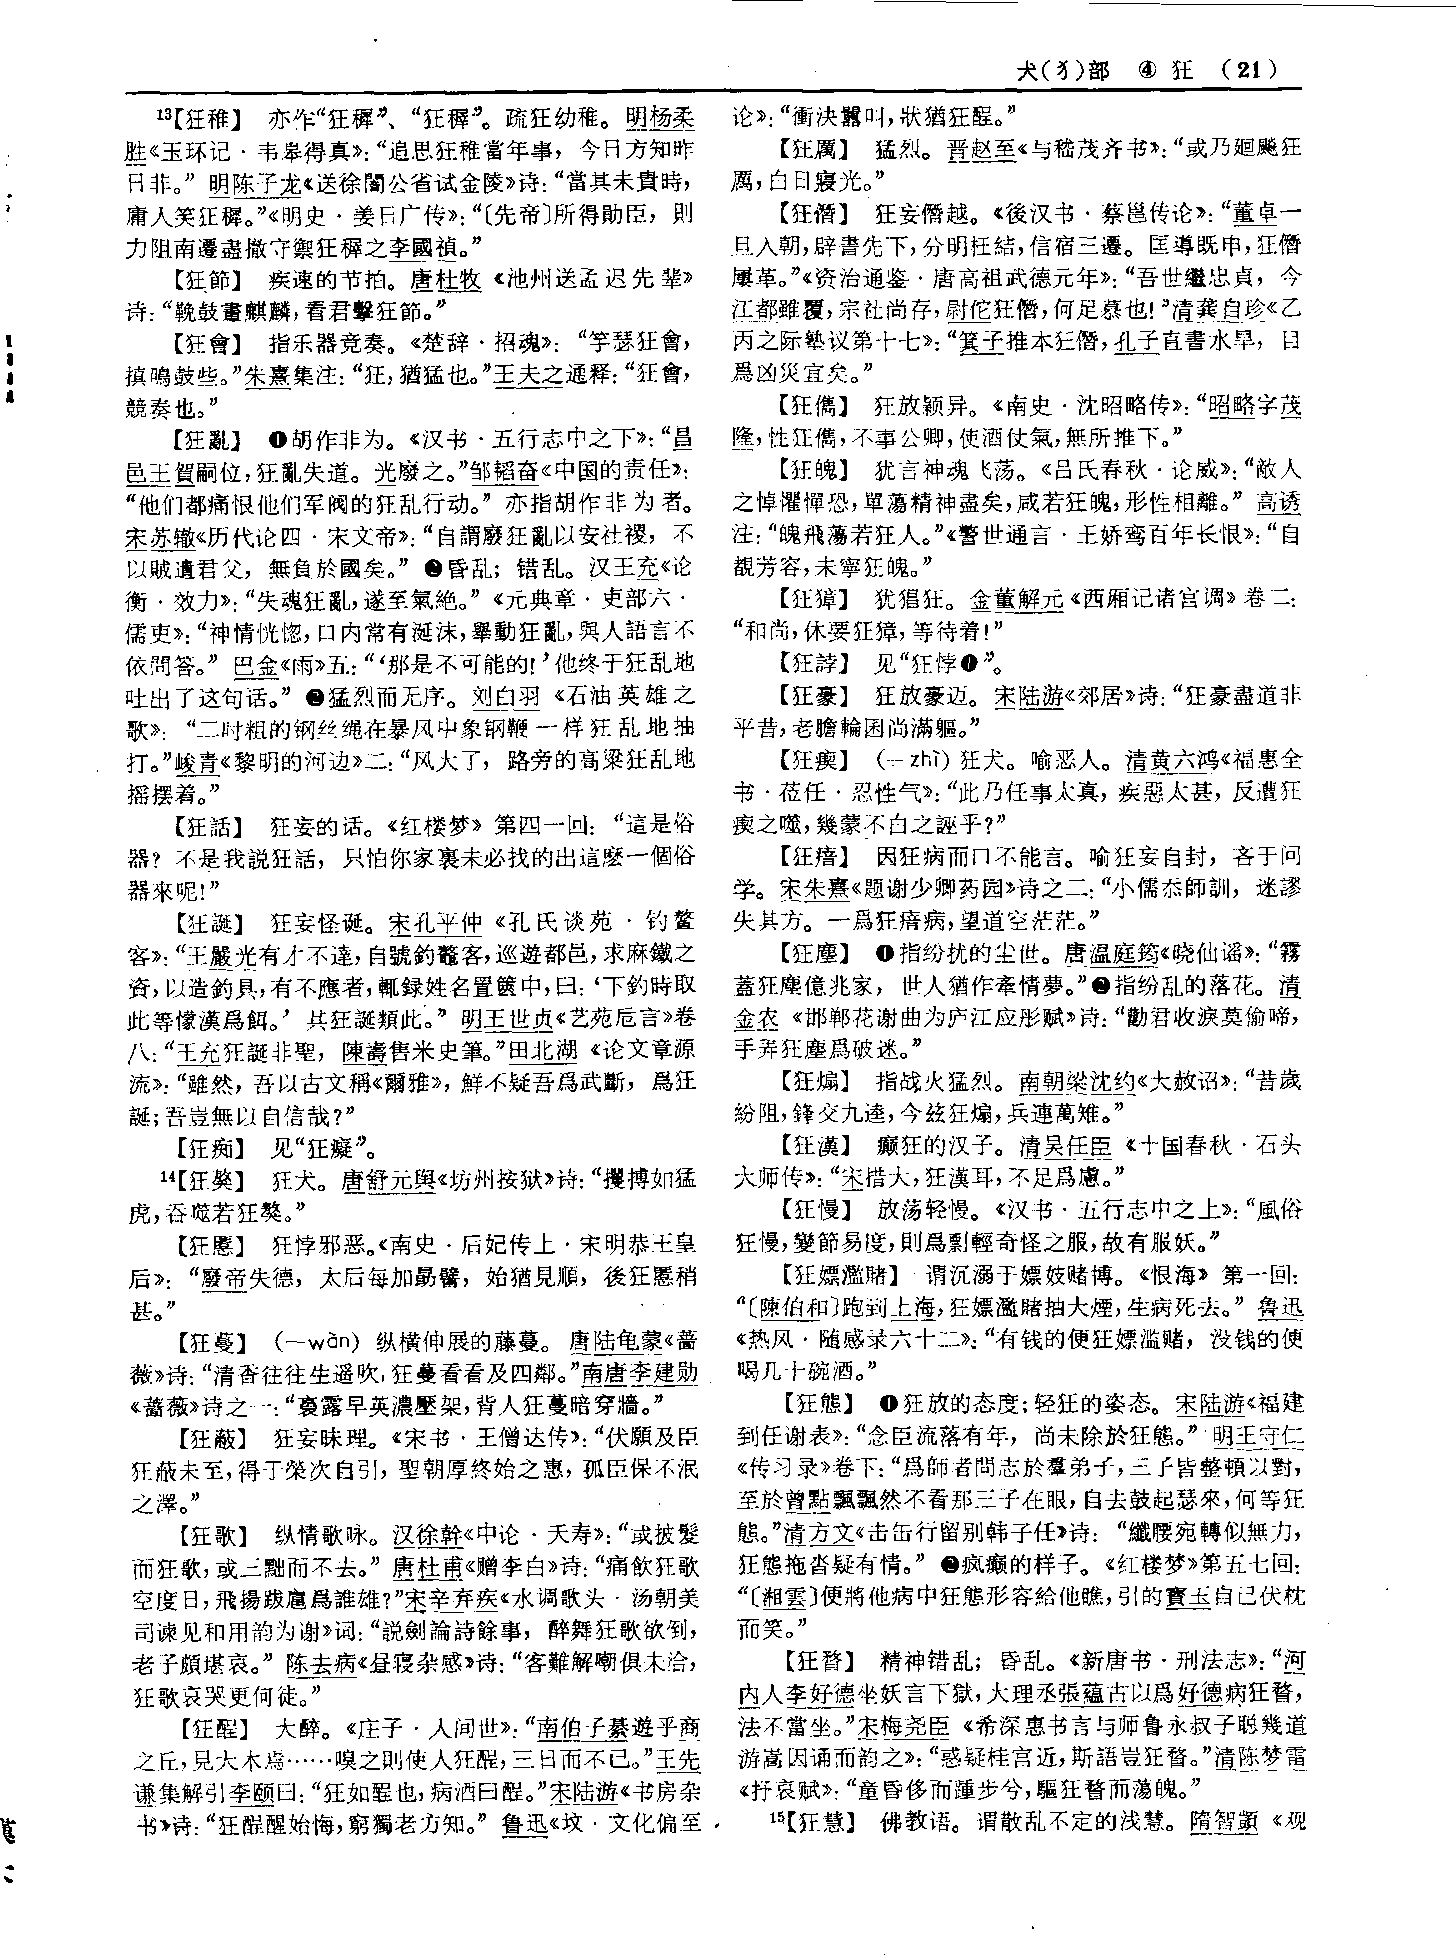 犬(犭)部 ④ 狂 (21)
¹³【狂稚】 亦作“狂穉”、“狂稺”。疏狂幼稚。明杨柔
胜《玉环记·韦皋得真》：“追思狂稚當年事，今日方知昨
日非。”明陈子龙《送徐闇公省试金陵》诗：“當其未貴時，
庸人笑狂穉。”《明史·姜曰广传》：“〔先帝〕所得勛臣，則
力阻南遷盡撤守禦狂穉之李國禎。”
【狂節】 疾速的节拍。唐杜牧《池州送孟迟先辈》
诗：“鞔鼓畫麒麟，看君擊狂節。”
【狂會】 指乐器竞奏。《楚辞·招魂》：“竽瑟狂會，
搷鳴鼓些。”朱熹集注：“狂，猶猛也。”王夫之通释：“狂會，
競奏也。”
【狂亂】 ❶胡作非为。《汉书·五行志中之下》：“昌
邑王賀嗣位，狂亂失道。光廢之。”邹韬奋《中国的责任》：
“他们都痛恨他们军阀的狂乱行动。”亦指胡作非为者。
宋苏辙《历代论四·宋文帝》：“自謂廢狂亂以安社稷，不
以賊遺君父，無負於國矣。”❷昏乱；错乱。汉王充《论
衡·效力》：“失魂狂亂，遂至氣絶。”《元典章·吏部六·
儒吏》：“神情恍惚，口内常有涎沫，舉動狂亂，與人語言不
依問答。”巴金《雨》五：“‘那是不可能的！’他终于狂乱地
吐出了这句话。”❸猛烈而无序。刘白羽《石油英雄之
歌》：“二吋粗的钢丝绳在暴风中象钢鞭一样狂乱地抽
打。”峻青《黎明的河边》二：“风大了，路旁的高粱狂乱地
摇摆着。”
【狂話】 狂妄的话。《红楼梦》第四一回：“這是俗
器？不是我説狂話，只怕你家裏未必找的出這麽一個俗
器來呢！”
【狂誕】 狂妄怪诞。宋孔平仲《孔氏谈苑·钓鳌
客》：“王嚴光有才不達，自號釣鼇客，巡遊都邑，求麻鐵之
資，以造釣具，有不應者，輒録姓名置篋中，曰：‘下釣時取
此等懞漢爲餌。’其狂誕類此。”明王世贞《艺苑卮言》卷
八：“王充狂誕非聖，陳壽售米史筆。”田北湖《论文章源
流》：“雖然，吾以古文稱《爾雅》，鮮不疑吾爲武斷，爲狂
誕；吾豈無以自信哉？”
【狂痴】 见“狂癡”。
¹⁴【狂獒】 狂犬。唐舒元舆《坊州按狱》诗：“攫搏如猛
虎，吞噬若狂獒。”
【狂慝】 狂悖邪恶。《南史·后妃传上·宋明恭王皇
后》：“廢帝失德，太后每加勗譬，始猶見順，後狂慝稍
甚。”
【狂蔓】 （—wàn）纵横伸展的藤蔓。唐陆龟蒙《蔷
薇》诗：“清香往往生遥吹，狂蔓看看及四鄰。”南唐李建勋
《蔷薇》诗之一：“裛露早英濃壓架，背人狂蔓暗穿牆。”
【狂蔽】 狂妄昧理。《宋书·王僧达传》：“伏願及臣
狂蔽未至，得于榮次自引，聖朝厚終始之惠，孤臣保不泯
之澤。”
【狂歌】 纵情歌咏。汉徐幹《中论·夭寿》：“或披髮
而狂歌，或三黜而不去。”唐杜甫《赠李白》诗：“痛飲狂歌
空度日，飛揚跋扈爲誰雄？”宋辛弃疾《水调歌头·汤朝美
司谏见和用韵为谢》词：“説劍論詩餘事，醉舞狂歌欲倒，
老子頗堪哀。”陈去病《昼寝杂感》诗：“客難解嘲俱未洽，
狂歌哀哭更何徒。”
【狂酲】 大醉。《庄子·人间世》：“南伯子綦遊乎商
之丘，見大木焉……嗅之則使人狂酲，三日而不已。”王先
谦集解引李颐曰：“狂如酲也，病酒曰酲。”宋陆游《书房杂
书》诗：“狂酲醒始悔，窮獨老方知。”鲁迅《坟·文化偏至
论》：“衝決囂叫，狀猶狂酲。”
【狂厲】 猛烈。晋赵至《与嵇茂齐书》：“或乃迴飈狂
厲，白日寢光。”
【狂僭】 狂妄僭越。《後汉书·蔡邕传论》：“董卓一
旦入朝，辟書先下，分明枉結，信宿三遷。匡導既申，狂僭
屢革。”《资治通鉴·唐高祖武德元年》：“吾世繼忠貞，今
江都雖覆，宗社尚存，尉佗狂僭，何足慕也！”清龚自珍《乙
丙之际塾议第十七》：“箕子推本狂僭，孔子直書水旱，日
爲凶災宜矣。”
【狂儁】 狂放颖异。《南史·沈昭略传》：“昭略字茂
隆，性狂儁，不事公卿，使酒仗氣，無所推下。”
【狂魄】 犹言神魂飞荡。《吕氏春秋·论威》：“敵人
之悼懼憚恐，單蕩精神盡矣，咸若狂魄，形性相離。”高诱
注：“魄飛蕩若狂人。”《警世通言·王娇鸾百年长恨》：“自
覩芳容，未寧狂魄。”
【狂獐】 犹猖狂。金董解元《西厢记诸宫调》卷二：
“和尚，休要狂獐，等待着！”
【狂誖】 见“狂悖❶”。
【狂豪】 狂放豪迈。宋陆游《郊居》诗：“狂豪盡道非
平昔，老膽輪囷尚滿軀。”
【狂瘈】 （—zhì）狂犬。喻恶人。清黄六鸿《福惠全
书·莅任·忍性气》：“此乃任事太真，疾惡太甚，反遭狂
瘈之噬，幾蒙不白之誣乎？”
【狂瘖】 因狂病而口不能言。喻狂妄自封，吝于问
学。宋朱熹《题谢少卿药园》诗之二：“小儒忝師訓，迷謬
失其方。一爲狂瘖病，望道空茫茫。”
【狂塵】 ❶指纷扰的尘世。唐温庭筠《晓仙谣》：“霧
蓋狂塵億兆家，世人猶作牽情夢。”❷指纷乱的落花。清
金农《邯郸花谢曲为庐江应彤赋》诗：“勸君收淚莫偷啼，
手弄狂塵爲破迷。”
【狂煽】 指战火猛烈。南朝梁沈约《大赦诏》：“昔歲
紛阻，鋒交九逵，今兹狂煽，兵連萬雉。”
【狂漢】 癫狂的汉子。清吴任臣《十国春秋·石头
大师传》：“宋措大，狂漢耳，不足爲慮。”
【狂慢】 放荡轻慢。《汉书·五行志中之上》：“風俗
狂慢，變節易度，則爲剽輕奇怪之服，故有服妖。”
【狂嫖濫賭】 谓沉溺于嫖妓赌博。《恨海》第一回：
“〔陳伯和〕跑到上海，狂嫖濫賭抽大煙，生病死去。”鲁迅
《热风·随感录六十二》：“有钱的便狂嫖滥赌，没钱的便
喝几十碗酒。”
【狂態】 ❶狂放的态度；轻狂的姿态。宋陆游《福建
到任谢表》：“念臣流落有年，尚未除於狂態。”明王守仁
《传习录》卷下：“爲師者問志於羣弟子，三子皆整頓以對，
至於曾點飄飄然不看那三子在眼，自去鼓起瑟來，何等狂
態。”清方文《击缶行留别韩子任》诗：“纖腰宛轉似無力，
狂態拖沓疑有情。”❷疯癫的样子。《红楼梦》第五七回：
“〔湘雲〕便將他病中狂態形容給他瞧，引的寶玉自己伏枕
而笑。”
【狂瞀】 精神错乱；昏乱。《新唐书·刑法志》：“河
内人李好德坐妖言下獄，大理丞張藴古以爲好德病狂瞀，
法不當坐。”宋梅尧臣《希深惠书言与师鲁永叔子聪幾道
游嵩因诵而韵之》：“惑疑桂宫近，斯語豈狂瞀。”清陈梦雷
《抒哀赋》：“童昏侈而踵步兮，驅狂瞀而蕩魄。”
¹⁵【狂慧】 佛教语。谓散乱不定的浅慧。隋智顗《观